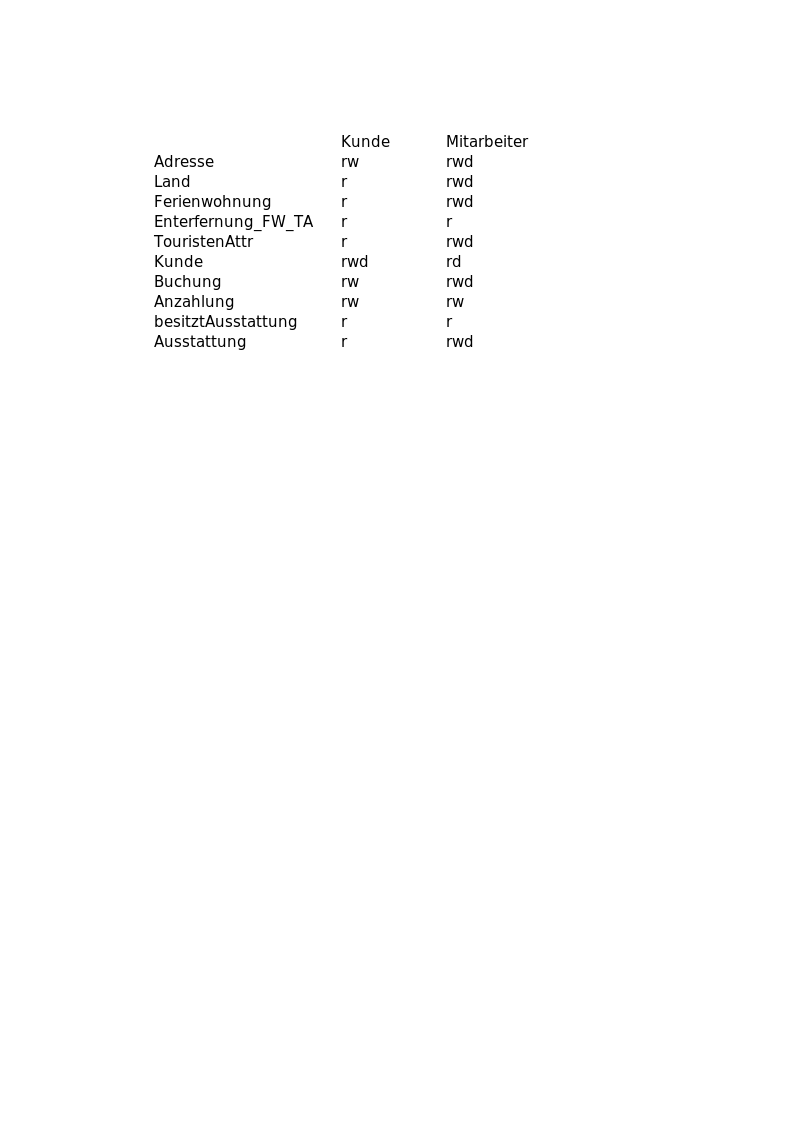 Kunde Mitarbeiter
Adresse rw rwd
Land r rwd
Ferienwohnung r rwd
Enterfernung_FW_TA r r
TouristenAttr r rwd
Kunde rwd rd
Buchung rw rwd
Anzahlung rw rw
besitztAusstattung r r
Ausstattung r rwd